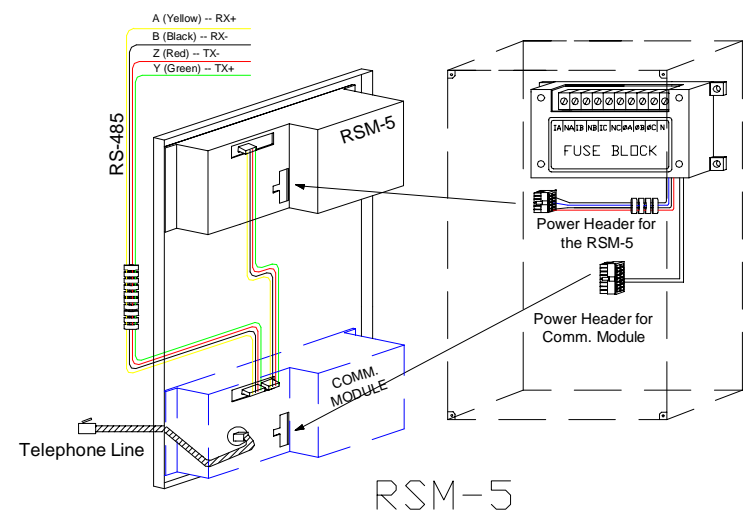 A (Yellow) -- RX+
B (Black) -- RX-
Z (Red) -- TX-
Y (Green) -- TX+
RS-485
RSM-5
IA NA IB NB IC NC ØA ØB ØC N
FUSE BLOCK
Power Header for
the RSM-5
Power Header for
Comm. Module
COMM.
MODULE
Telephone Line
RSM-5